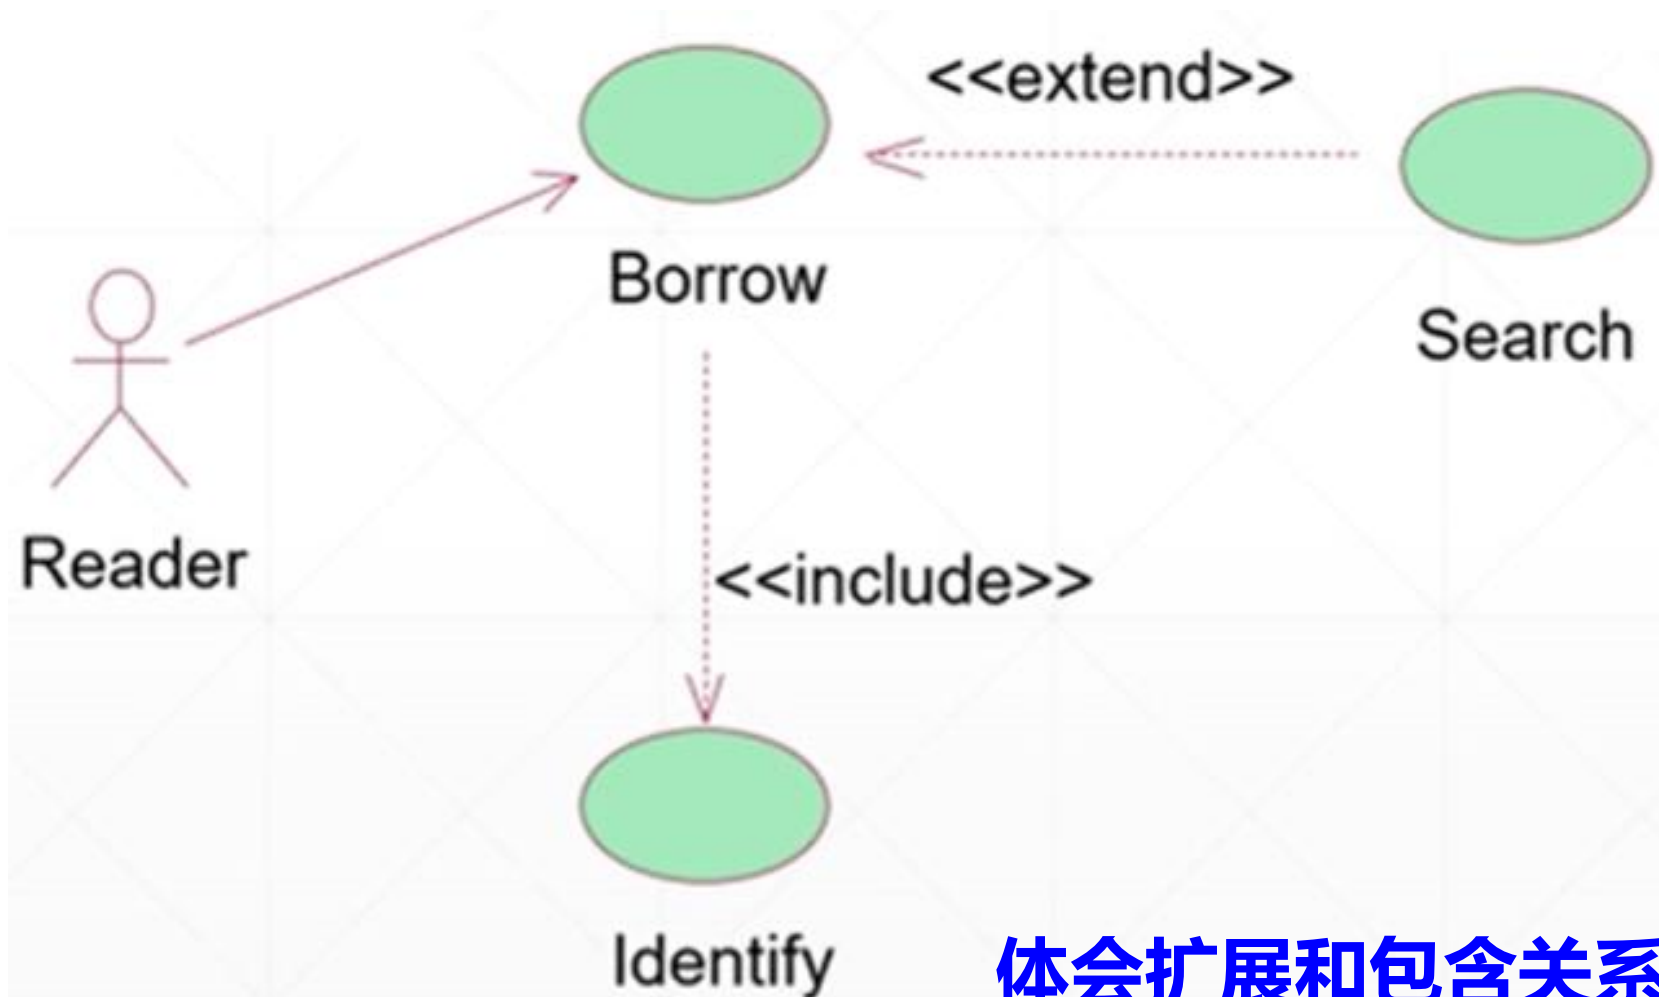 <<extend>>
Borrow
Search
Reader
<<include>>
Identify
体会扩展和包含关系